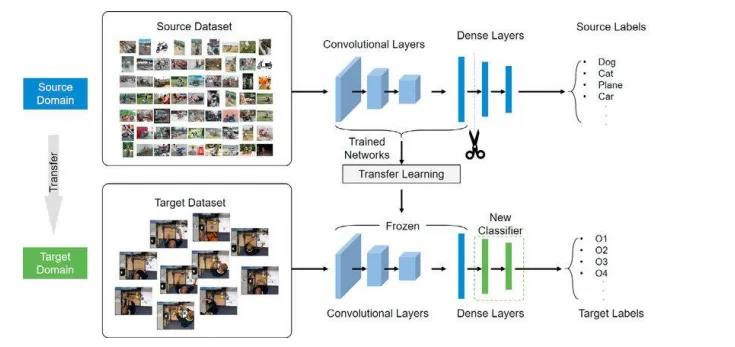 Source Dataset
Source Labels
Convolutional Layers
Dense Layers
Source
Domain
• Dog
• Cat
• Plane
• Car
Trained
Networks
Transfer Learning
Transfer
Target Dataset
Frozen
New
Classifier
Target
Domain
• O1
• O2
• O3
• O4
Convolutional Layers
Dense Layers
Target Labels